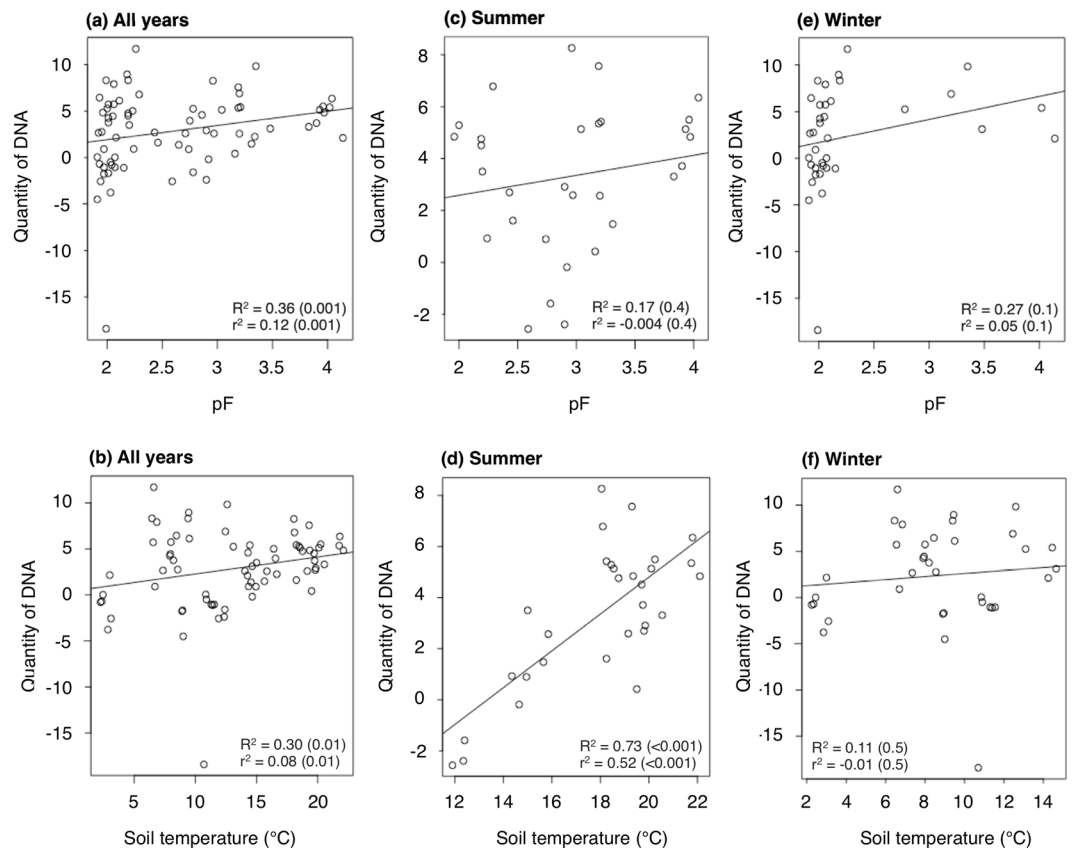 (a) All years
Quantity of DNA
10
5
0
-5
-10
-15
R² = 0.36 (0.001)
r² = 0.12 (0.001)
2 2.5 3 3.5 4
pF
(c) Summer
Quantity of DNA
8
6
4
2
0
-2
R² = 0.17 (0.4)
r² = -0.004 (0.4)
2 2.5 3 3.5 4
pF
(e) Winter
Quantity of DNA
10
5
0
-5
-10
-15
R² = 0.27 (0.1)
r² = 0.05 (0.1)
2 2.5 3 3.5 4
pF
(b) All years
Quantity of DNA
10
5
0
-5
-10
-15
R² = 0.30 (0.01)
r² = 0.08 (0.01)
5 10 15 20
Soil temperature (°C)
(d) Summer
Quantity of DNA
8
6
4
2
0
-2
R² = 0.73 (<0.001)
r² = 0.52 (<0.001)
12 14 16 18 20 22
Soil temperature (°C)
(f) Winter
Quantity of DNA
10
5
0
-5
-10
-15
R² = 0.11 (0.5)
r² = -0.01 (0.5)
2 4 6 8 10 12 14
Soil temperature (°C)